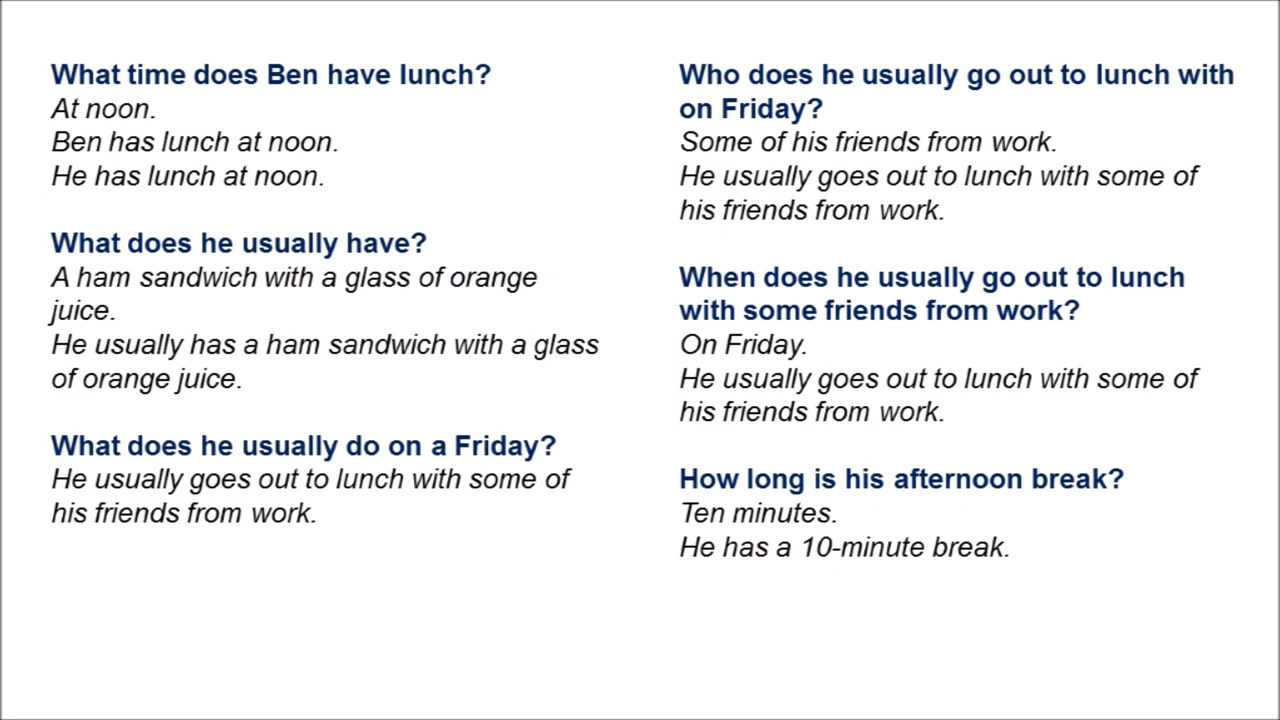 What time does Ben have lunch?
At noon.
Ben has lunch at noon.
He has lunch at noon.
What does he usually have?
A ham sandwich with a glass of orange
juice.
He usually has a ham sandwich with a glass
of orange juice.
What does he usually do on a Friday?
He usually goes out to lunch with some of
his friends from work.
Who does he usually go out to lunch with
on Friday?
Some of his friends from work.
He usually goes out to lunch with some of
his friends from work.
When does he usually go out to lunch
with some friends from work?
On Friday.
He usually goes out to lunch with some of
his friends from work.
How long is his afternoon break?
Ten minutes.
He has a 10-minute break.